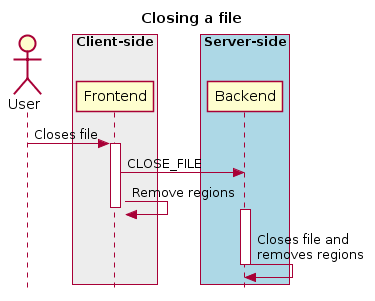 Closing a file
Client-side
Server-side
User
Frontend
Backend
Closes file
CLOSE_FILE
Remove regions
Closes file and
removes regions